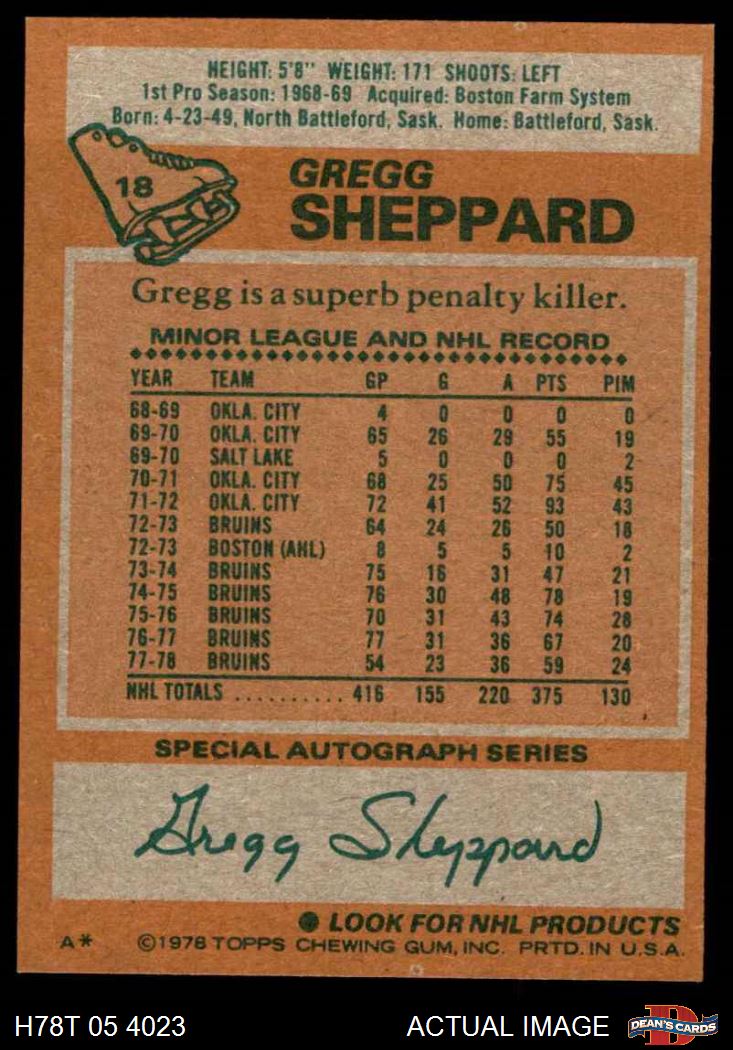 HEIGHT: 5'8" WEIGHT: 171 SHOOTS: LEFT
1st Pro Season: 1968-69 Acquired: Boston Farm System
Born: 4-23-49, North Battleford, Sask. Home: Battleford, Sask.
18
GREGG
SHEPPARD
Gregg is a superb penalty killer.
MINOR LEAGUE AND NHL RECORD
YEAR TEAM GP G A PTS PIM
68-69 OKLA. CITY 4 0 0 0 0
69-70 OKLA. CITY 65 26 29 55 19
69-70 SALT LAKE 5 0 0 0 2
70-71 OKLA. CITY 68 25 50 75 45
71-72 OKLA. CITY 72 41 52 93 43
72-73 BRUINS 64 24 26 50 18
72-73 BOSTON (AHL) 8 5 5 10 2
73-74 BRUINS 75 16 31 47 21
74-75 BRUINS 76 30 48 78 19
75-76 BRUINS 70 31 43 74 28
76-77 BRUINS 77 31 36 67 20
77-78 BRUINS 54 23 36 59 24
NHL TOTALS .......... 416 155 220 375 130
SPECIAL AUTOGRAPH SERIES
Gregg Sheppard
● LOOK FOR NHL PRODUCTS
A* ©1978 TOPPS CHEWING GUM, INC. PRTD. IN U.S.A.
H78T 05 4023 ACTUAL IMAGE D DEAN'S CARDS